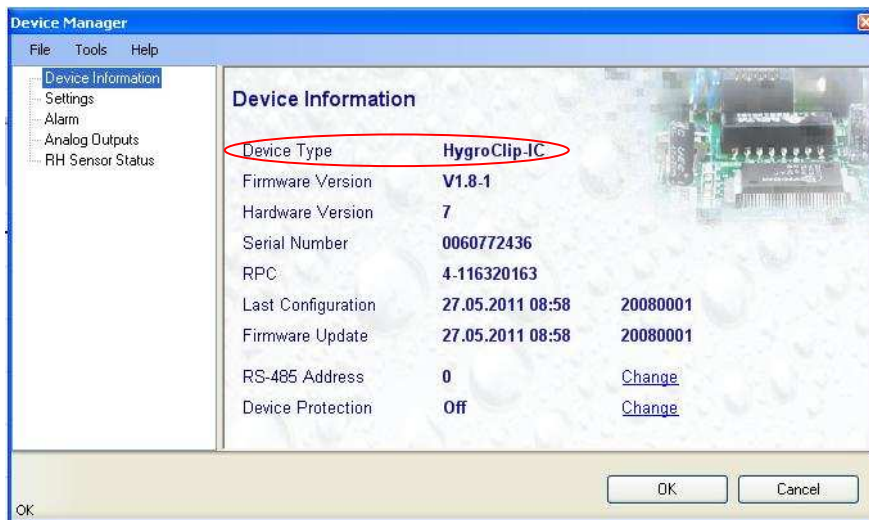 Device Manager
File Tools Help
Device Information
Settings
Alarm
Analog Outputs
RH Sensor Status
Device Information
Device Type HygroClip-IC
Firmware Version V1.8-1
Hardware Version 7
Serial Number 0060772436
RPC 4-116320163
Last Configuration 27.05.2011 08:58 20080001
Firmware Update 27.05.2011 08:58 20080001
RS-485 Address 0 Change
Device Protection Off Change
OK Cancel
OK